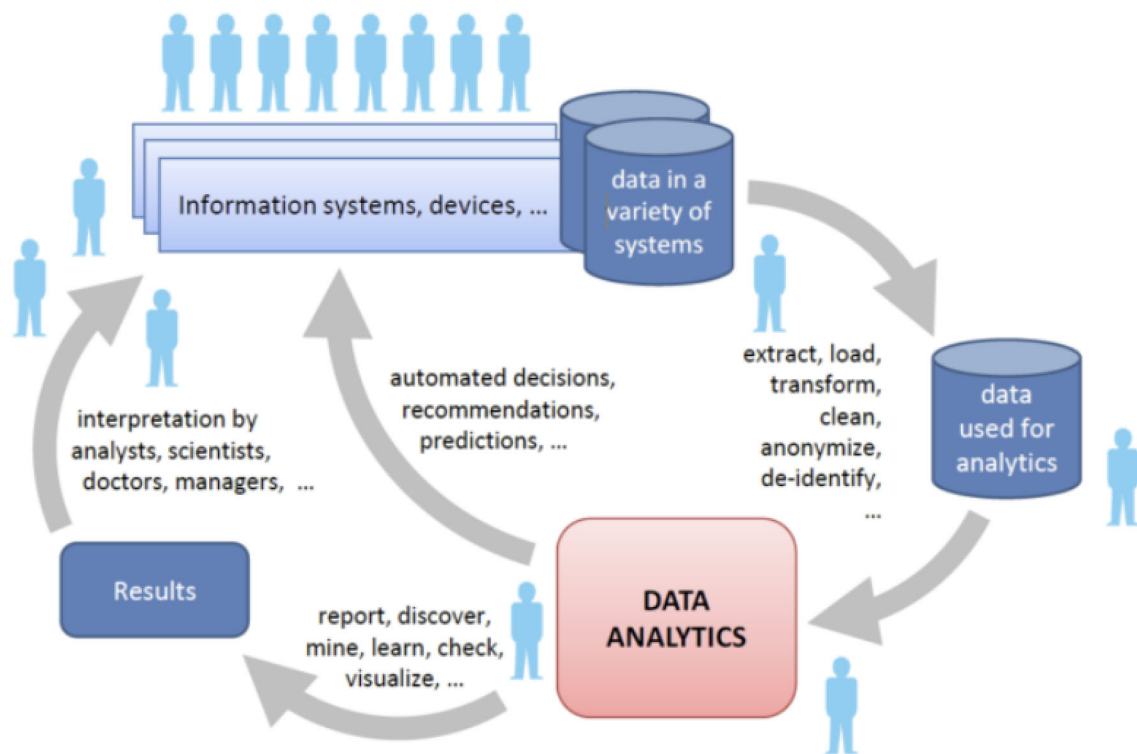 Information systems, devices, ...
data in a
variety of
systems
extract, load,
transform,
clean,
anonymize,
de-identify,
...
data
used for
analytics
automated decisions,
recommendations,
predictions, ...
interpretation by
analysts, scientists,
doctors, managers, ...
Results
report, discover,
mine, learn, check,
visualize, ...
DATA
ANALYTICS